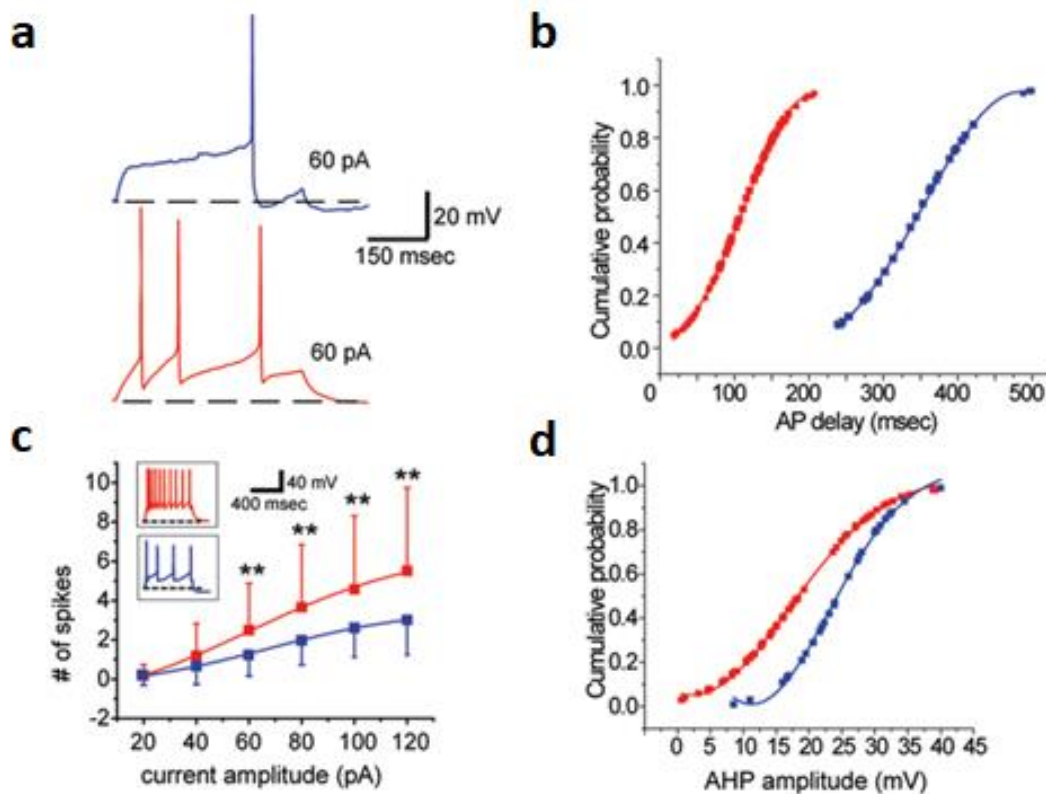 a
60 pA
20 mV
150 msec
60 pA
b
Cumulative probability
1.0
0.8
0.6
0.4
0.2
0.0
0 100 200 300 400 500
AP delay (msec)
c
# of spikes
10
8
6
4
2
0
-2
40 mV
400 msec
**
**
**
**
20 40 60 80 100 120
current amplitude (pA)
d
Cumulative probability
1.0
0.8
0.6
0.4
0.2
0.0
0 5 10 15 20 25 30 35 40 45
AHP amplitude (mV)